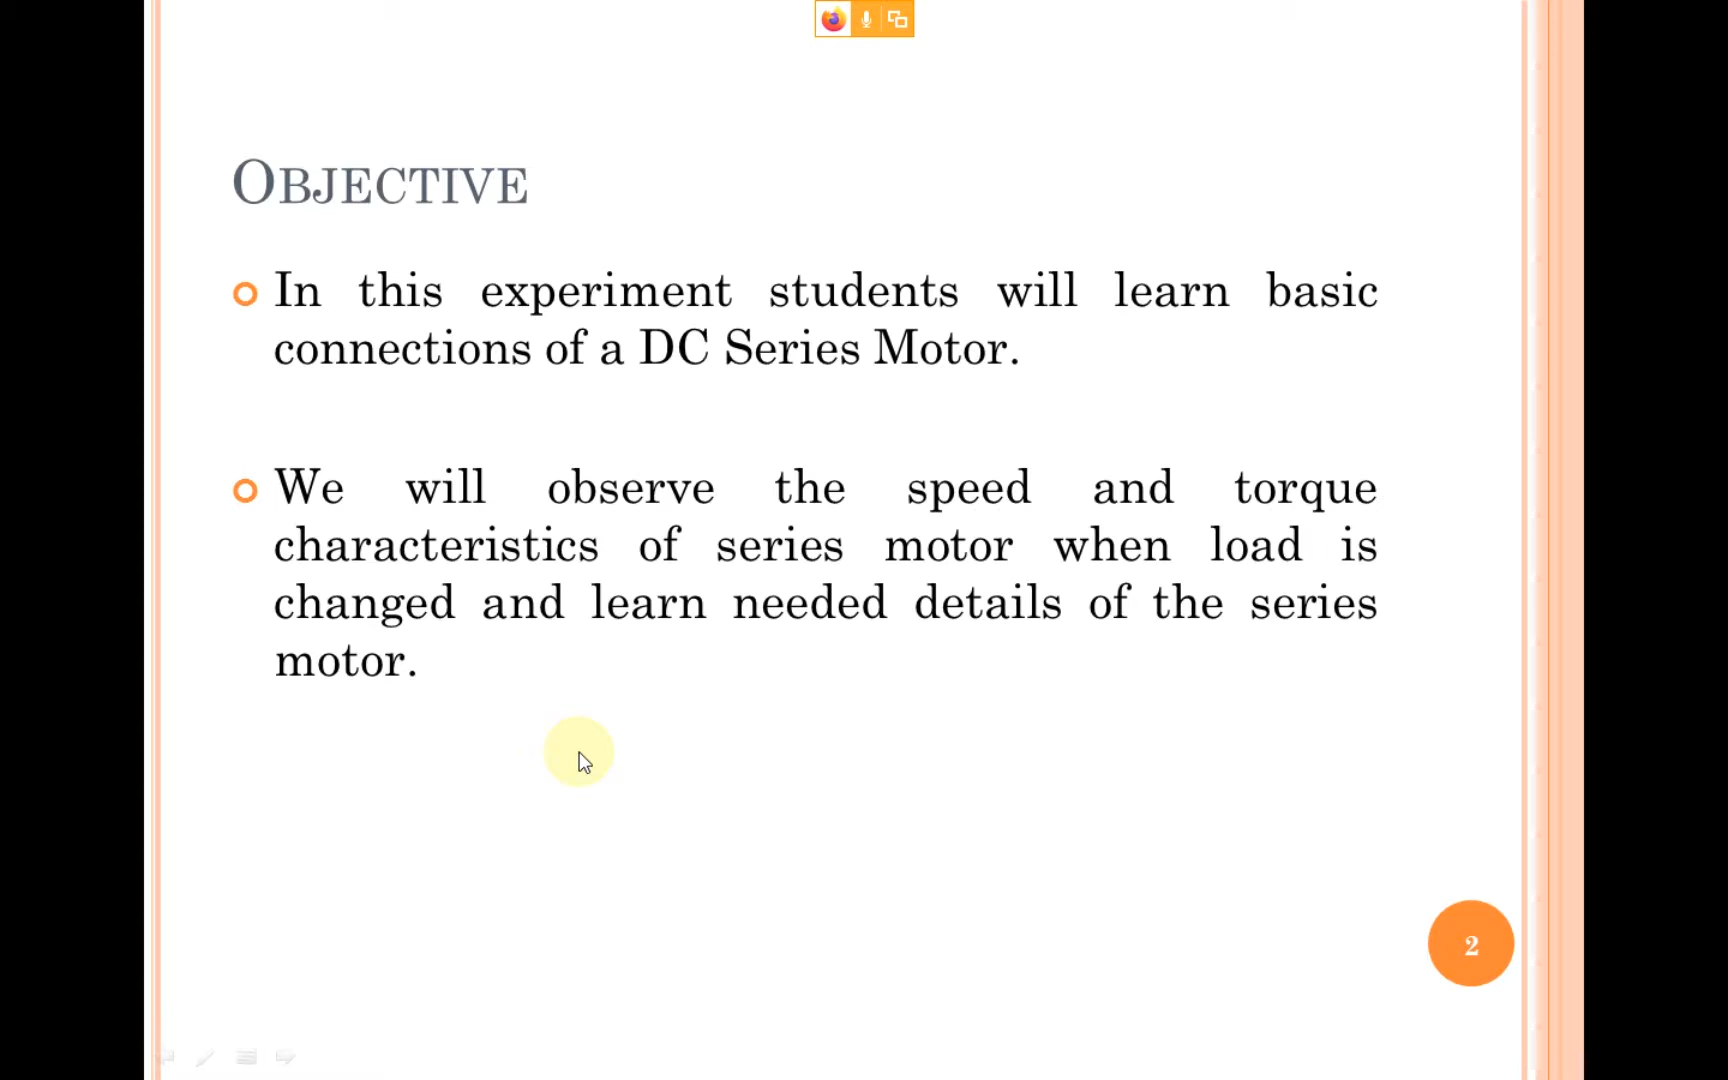 OBJECTIVE
In this experiment students will learn basic
connections of a DC Series Motor.
We will observe the speed and torque
characteristics of series motor when load is
changed and learn needed details of the series
motor.
2